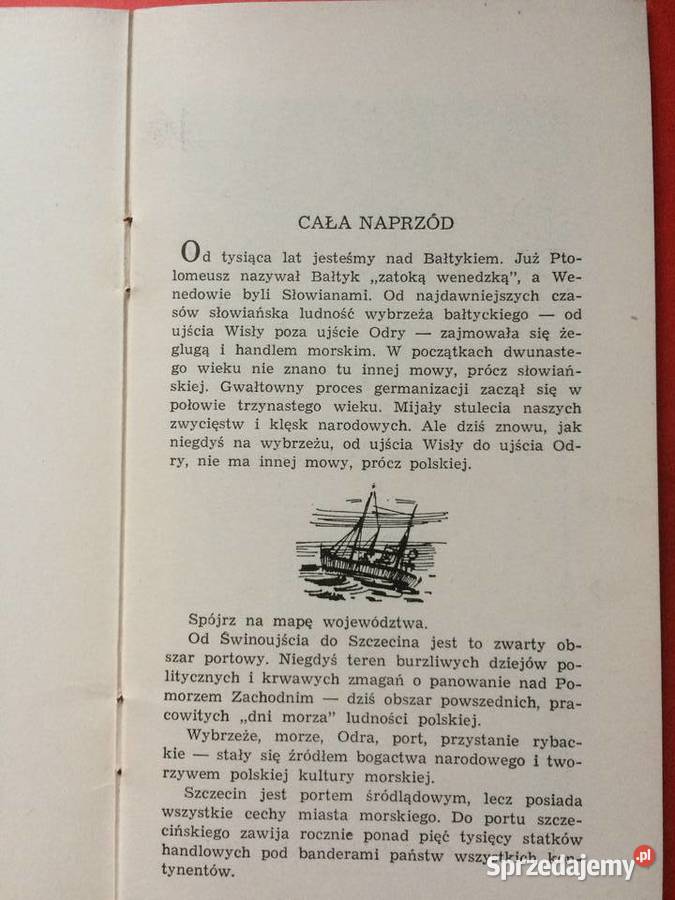 CAŁA NAPRZÓD
Od tysiąca lat jesteśmy nad Bałtykiem. Już Pto-
lomeusz nazywał Bałtyk „zatoką wenedzką”, a We-
nedowie byli Słowianami. Od najdawniejszych cza-
sów słowiańska ludność wybrzeża bałtyckiego — od
ujścia Wisły poza ujście Odry — zajmowała się że-
glugą i handlem morskim. W początkach dwunaste-
go wieku nie znano tu innej mowy, prócz słowiań-
skiej. Gwałtowny proces germanizacji zaczął się w
połowie trzynastego wieku. Mijały stulecia naszych
zwycięstw i klęsk narodowych. Ale dziś znowu, jak
niegdyś na wybrzeżu, od ujścia Wisły do ujścia Od-
ry, nie ma innej mowy, prócz polskiej.
Spójrz na mapę województwa.
Od Świnoujścia do Szczecina jest to zwarty ob-
szar portowy. Niegdyś teren burzliwych dziejów po-
litycznych i krwawych zmagań o panowanie nad Po-
morzem Zachodnim — dziś obszar powszednich, pra-
cowitych „dni morza” ludności polskiej.
Wybrzeże, morze, Odra, port, przystanie rybac-
kie — stały się źródłem bogactwa narodowego i two-
rzywem polskiej kultury morskiej.
Szczecin jest portem śródlądowym, lecz posiada
wszystkie cechy miasta morskiego. Do portu szcze-
cińskiego zawija rocznie ponad pięć tysięcy statków
handlowych pod banderami państw wszystkich kon-
tynentów.
Sprzedajemy.pl